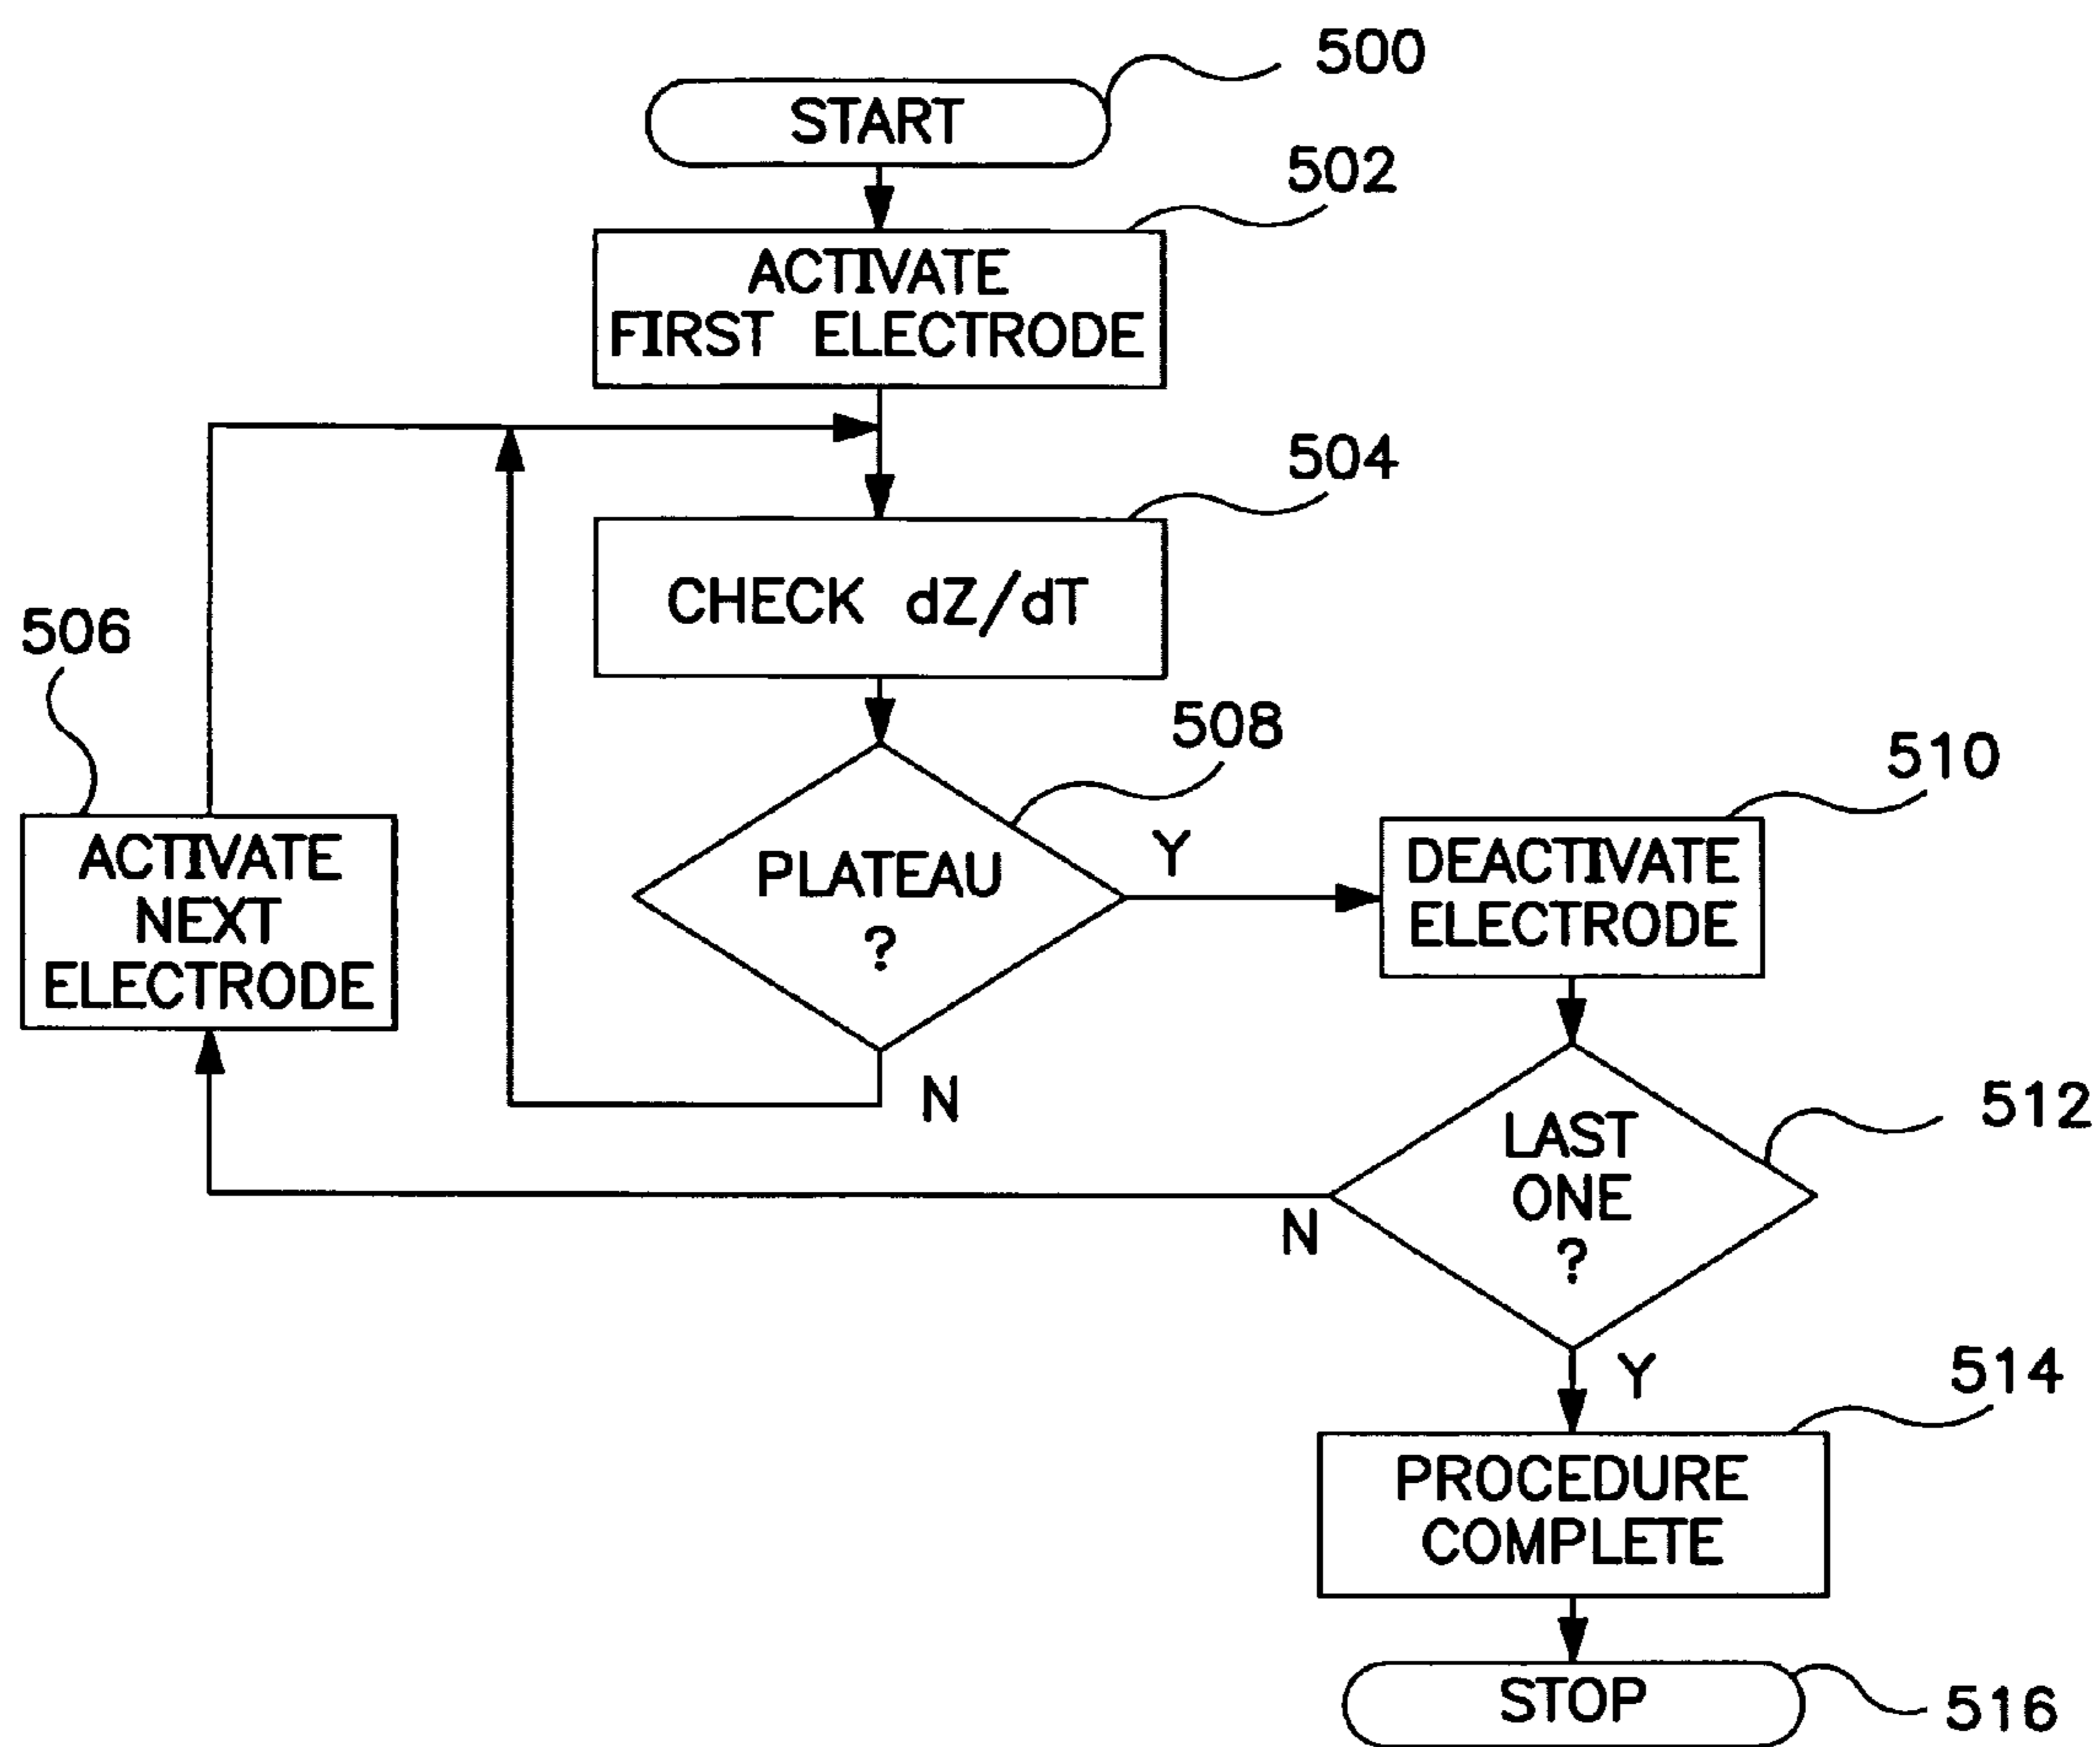 500
START
502
ACTIVATE
FIRST ELECTRODE
504
CHECK dZ/dT
506
ACTIVATE
NEXT
ELECTRODE
508
PLATEAU
?
Y
N
510
DEACTIVATE
ELECTRODE
512
LAST
ONE
?
N
Y
514
PROCEDURE
COMPLETE
STOP
516